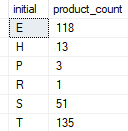 initial product_count
E 118
H 13
P 3
R 1
S 51
T 135